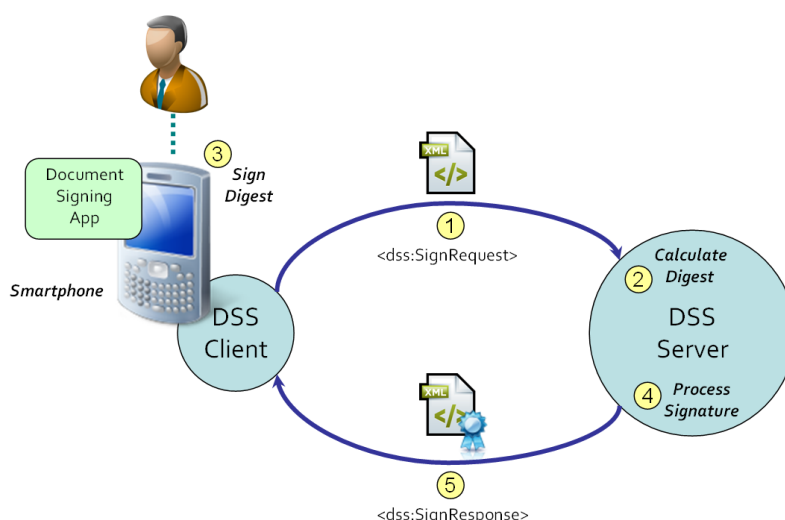 3
Sign
Digest
Document
Signing
App
XML
</>
1
<dss:SignRequest>
Calculate
2
Digest
Smartphone
DSS
Client
DSS
Server
XML
</>
4
Process
Signature
5
<dss:SignResponse>